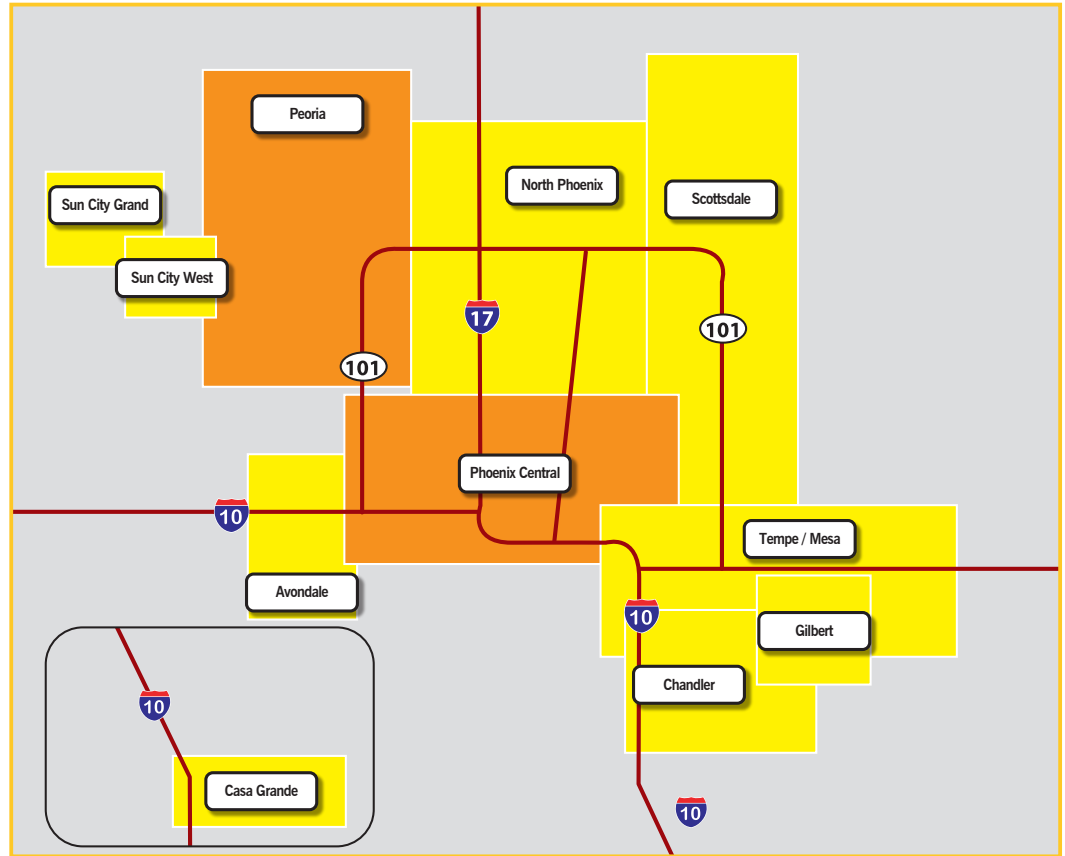 Peoria
North Phoenix
Scottsdale
Sun City Grand
Sun City West
17
101
101
Phoenix Central
10
Tempe / Mesa
Avondale
10
Gilbert
Chandler
10
Casa Grande
10